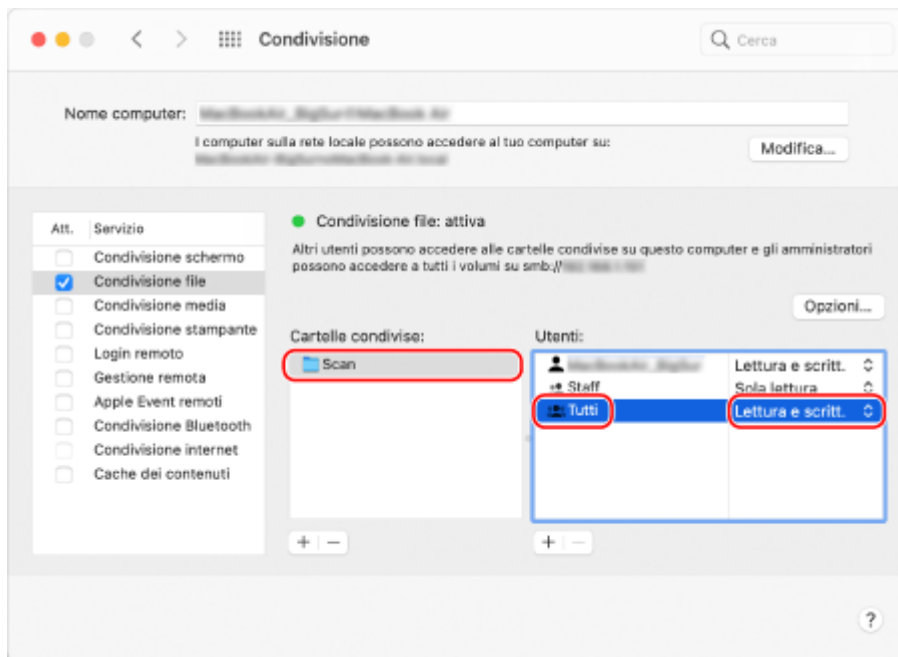 Condivisione
Cerca
Nome computer:
I computer sulla rete locale possono accedere al tuo computer su:
Modifica...
Att. Servizio
Condivisione schermo
Condivisione file
Condivisione media
Condivisione stampante
Login remoto
Gestione remota
Apple Event remoti
Condivisione Bluetooth
Condivisione internet
Cache dei contenuti
Condivisione file: attiva
Altri utenti possono accedere alle cartelle condivise su questo computer e gli amministratori
possono accedere a tutti i volumi su smb://
Opzioni...
Cartelle condivise:
Scan
+ −
Utenti:
Lettura e scritt.
Staff Sola lettura
Tutti Lettura e scritt.
+ −
?